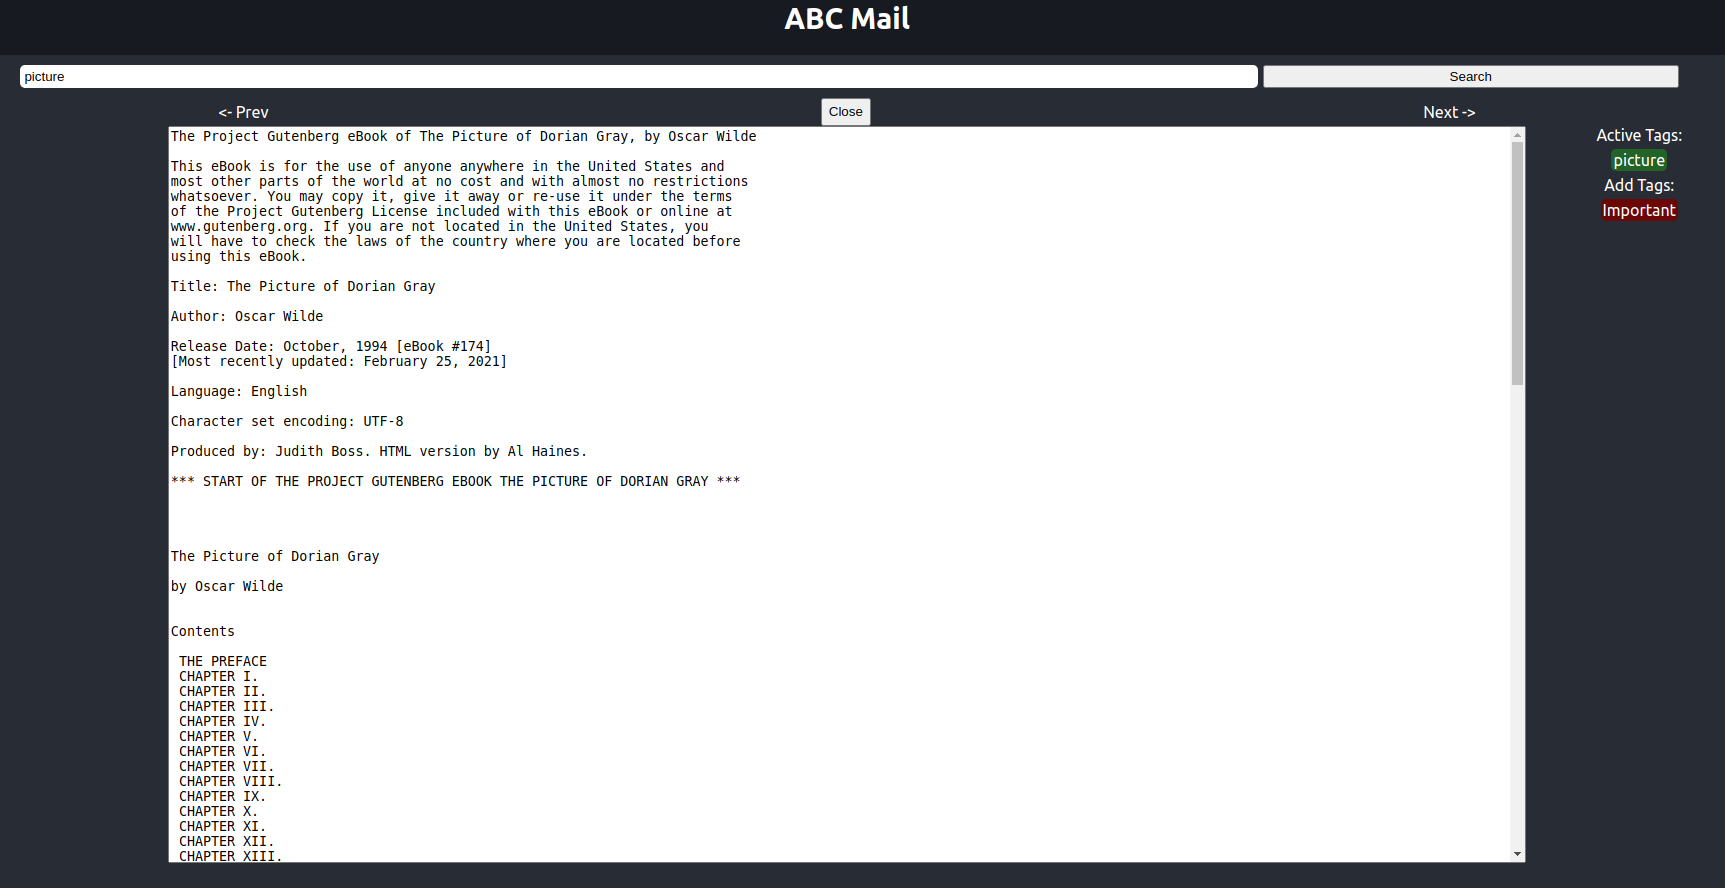 ABC Mail
picture
Search
<- Prev
Close
Next ->
The Project Gutenberg eBook of The Picture of Dorian Gray, by Oscar Wilde
This eBook is for the use of anyone anywhere in the United States and
most other parts of the world at no cost and with almost no restrictions
whatsoever. You may copy it, give it away or re-use it under the terms
of the Project Gutenberg License included with this eBook or online at
www.gutenberg.org. If you are not located in the United States, you
will have to check the laws of the country where you are located before
using this eBook.
Title: The Picture of Dorian Gray
Author: Oscar Wilde
Release Date: October, 1994 [eBook #174]
[Most recently updated: February 25, 2021]
Language: English
Character set encoding: UTF-8
Produced by: Judith Boss. HTML version by Al Haines.
*** START OF THE PROJECT GUTENBERG EBOOK THE PICTURE OF DORIAN GRAY ***
The Picture of Dorian Gray
by Oscar Wilde
Contents
THE PREFACE
CHAPTER I.
CHAPTER II.
CHAPTER III.
CHAPTER IV.
CHAPTER V.
CHAPTER VI.
CHAPTER VII.
CHAPTER VIII.
CHAPTER IX.
CHAPTER X.
CHAPTER XI.
CHAPTER XII.
CHAPTER XIII.
Active Tags:
picture
Add Tags:
Important